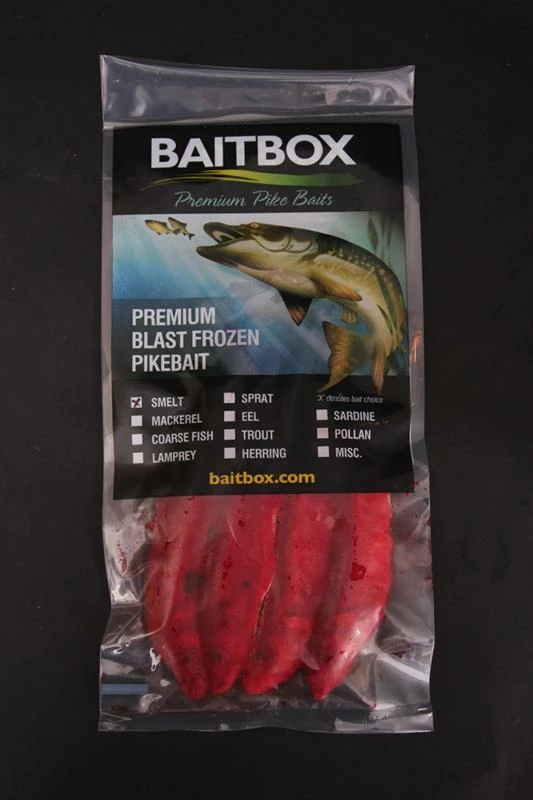 BAITBOX
Premium Pike Baits
PREMIUM
BLAST FROZEN
PIKEBAIT
'X' denotes bait choice
X SMELT
MACKEREL
COARSE FISH
LAMPREY
SPRAT
EEL
TROUT
HERRING
SARDINE
POLLAN
MISC.
baitbox.com